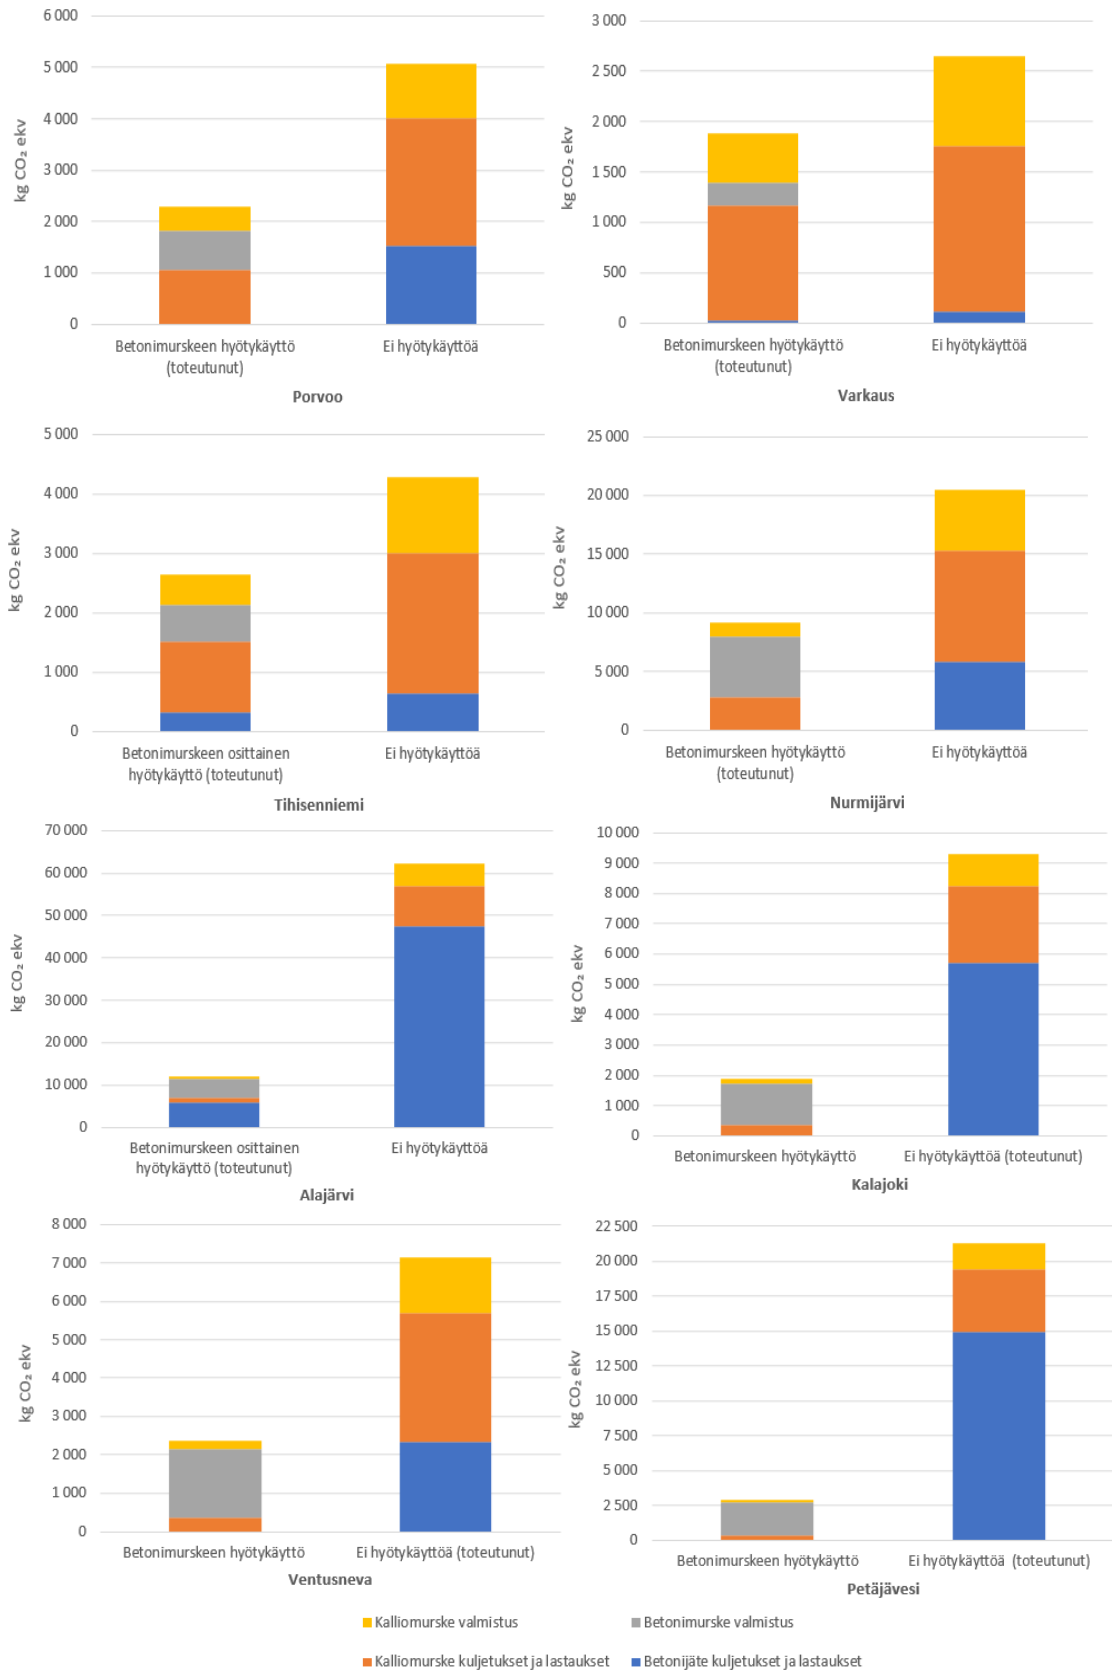 6 000
5 000
4 000
3 000
2 000
1 000
0
kg CO₂ ekv
Betonimurskeen hyötykäyttö
(toteutunut)
Ei hyötykäyttöä
Porvoo
3 000
2 500
2 000
1 500
1 000
500
0
kg CO₂ ekv
Betonimurskeen hyötykäyttö
(toteutunut)
Ei hyötykäyttöä
Varkaus
5 000
4 000
3 000
2 000
1 000
0
kg CO₂ ekv
Betonimurskeen osittainen
hyötykäyttö (toteutunut)
Ei hyötykäyttöä
Tihisenniemi
25 000
20 000
15 000
10 000
5 000
0
kg CO₂ ekv
Betonimurskeen hyötykäyttö
(toteutunut)
Ei hyötykäyttöä
Nurmijärvi
70 000
60 000
50 000
40 000
30 000
20 000
10 000
0
kg CO₂ ekv
Betonimurskeen osittainen
hyötykäyttö (toteutunut)
Ei hyötykäyttöä
Alajärvi
10 000
9 000
8 000
7 000
6 000
5 000
4 000
3 000
2 000
1 000
0
kg CO₂ ekv
Betonimurskeen hyötykäyttö
Ei hyötykäyttöä (toteutunut)
Kalajoki
8 000
7 000
6 000
5 000
4 000
3 000
2 000
1 000
0
kg CO₂ ekv
Betonimurskeen hyötykäyttö
Ei hyötykäyttöä (toteutunut)
Ventusneva
22 500
20 000
17 500
15 000
12 500
10 000
7 500
5 000
2 500
0
kg CO₂ ekv
Betonimurskeen hyötykäyttö
Ei hyötykäyttöä (toteutunut)
Petäjävesi
Kalliomurske valmistus
Betonimurske valmistus
Kalliomurske kuljetukset ja lastaukset
Betonijäte kuljetukset ja lastaukset